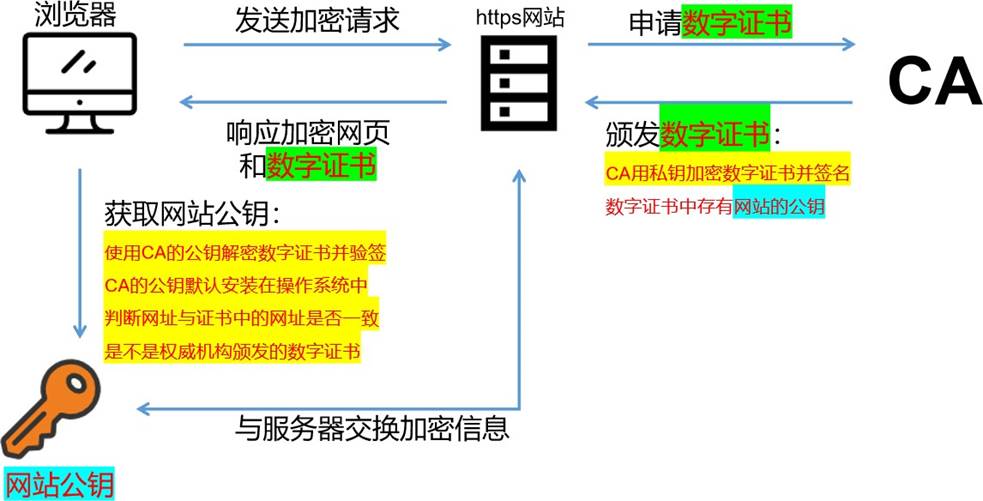 浏览器
发送加密请求
https网站
申请数字证书
CA
响应加密网页
和数字证书
颁发数字证书：
CA用私钥加密数字证书并签名
数字证书中存有网站的公钥
获取网站公钥：
使用CA的公钥解密数字证书并验签
CA的公钥默认安装在操作系统中
判断网址与证书中的网址是否一致
是不是权威机构颁发的数字证书
与服务器交换加密信息
网站公钥